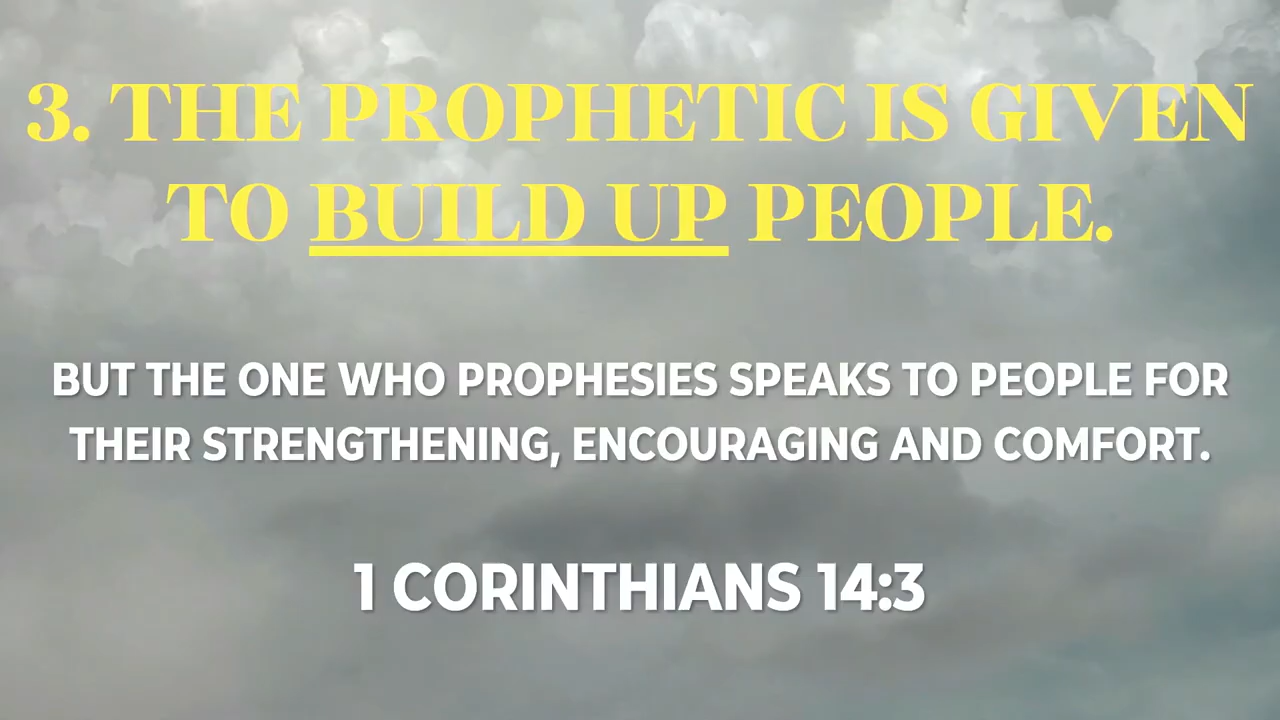 3. THE PROPHETIC IS GIVEN
TO BUILD UP PEOPLE.
BUT THE ONE WHO PROPHESIES SPEAKS TO PEOPLE FOR
THEIR STRENGTHENING, ENCOURAGING AND COMFORT.
1 CORINTHIANS 14:3